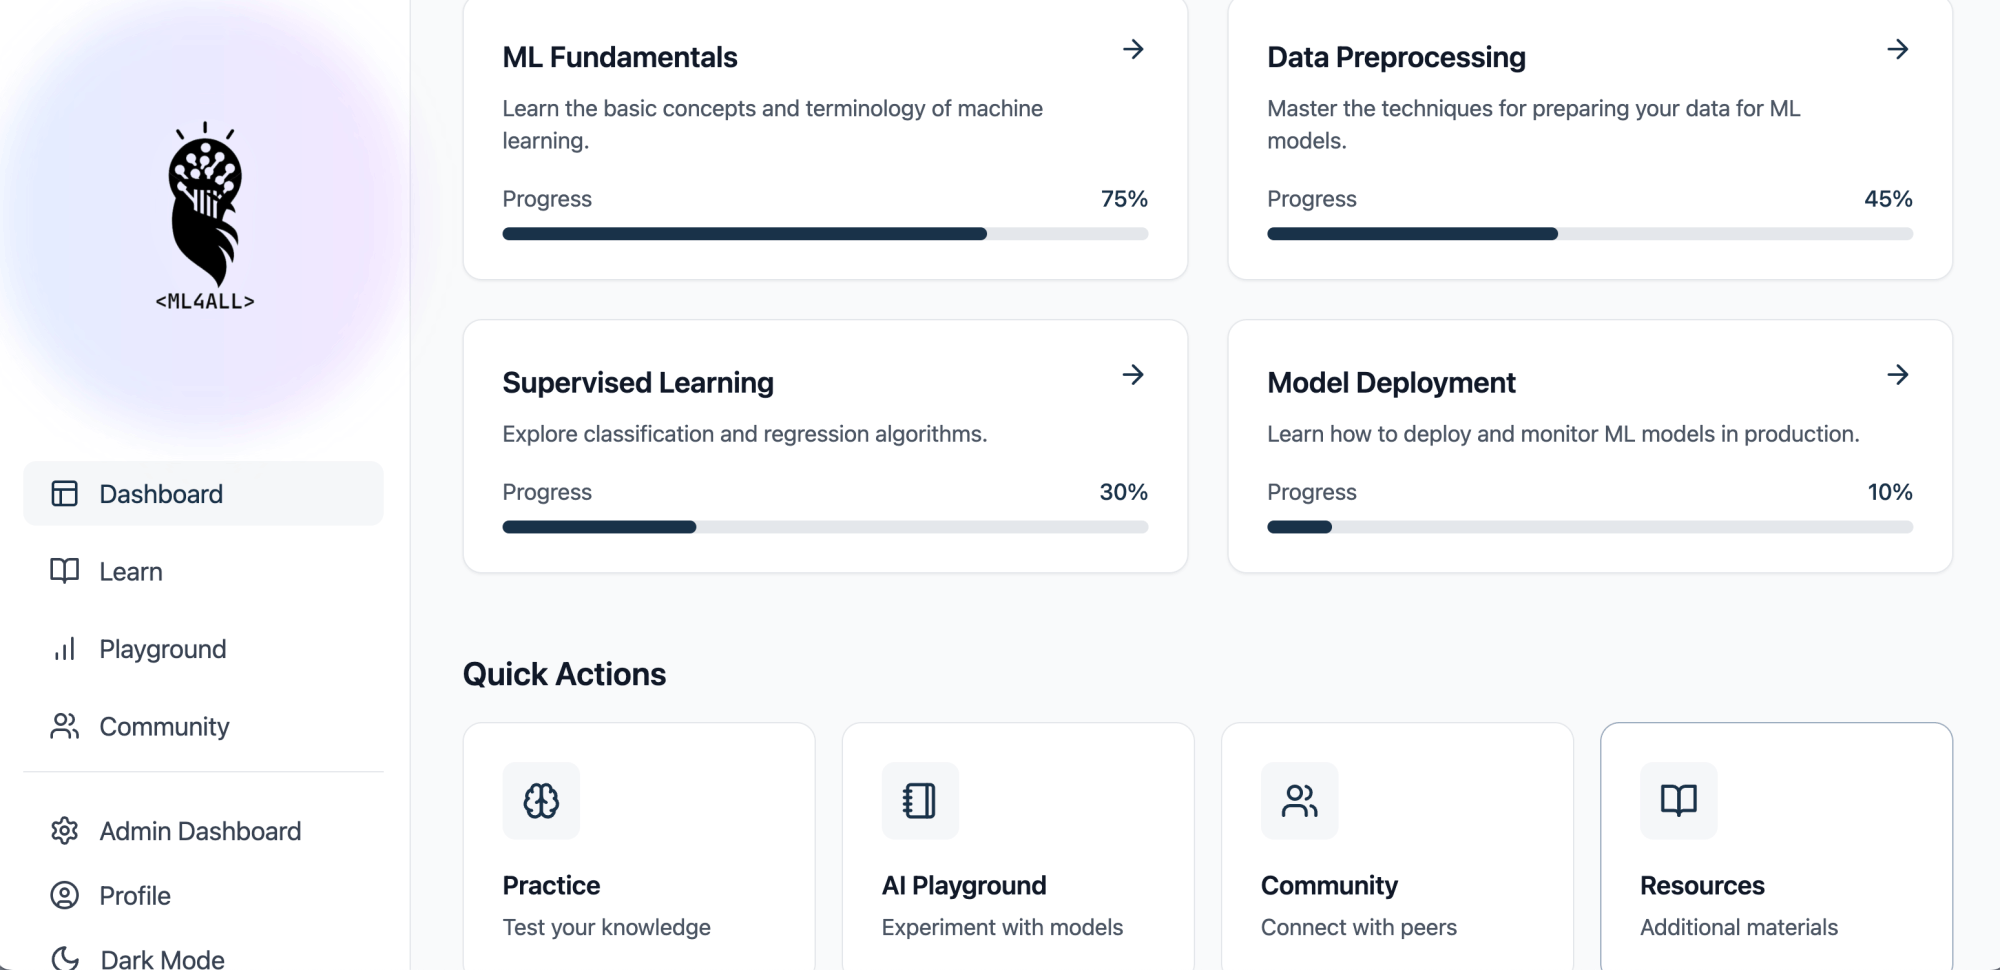 <ML4ALL>
Dashboard
Learn
Playground
Community
Admin Dashboard
Profile
Dark Mode
ML Fundamentals
Learn the basic concepts and terminology of machine
learning.
Progress
75%
Data Preprocessing
Master the techniques for preparing your data for ML
models.
Progress
45%
Supervised Learning
Explore classification and regression algorithms.
Progress
30%
Model Deployment
Learn how to deploy and monitor ML models in production.
Progress
10%
Quick Actions
Practice
Test your knowledge
AI Playground
Experiment with models
Community
Connect with peers
Resources
Additional materials